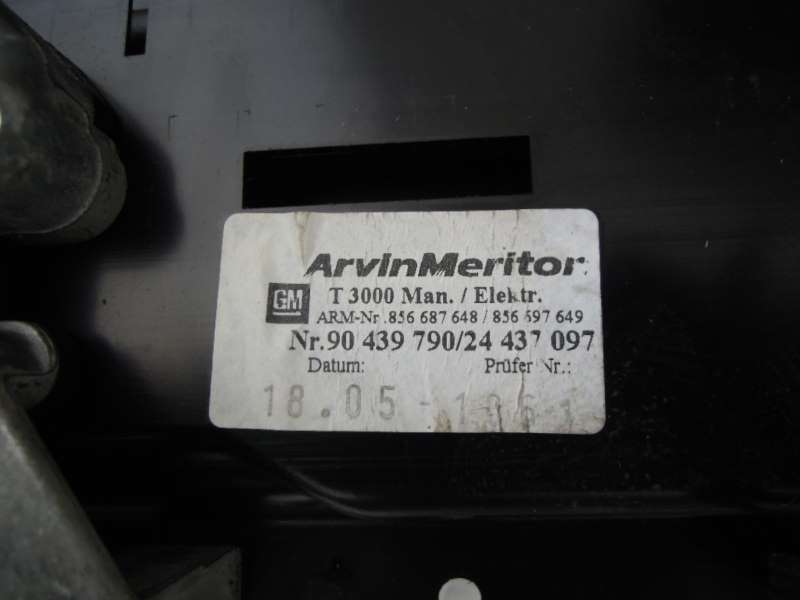 ArvinMeritor
GM
T 3000 Man. / Elektr.
ARM-Nr.856 687 648 / 856 697 649
Nr.90 439 790/24 437 097
Datum: Prüfer Nr.:
18.05